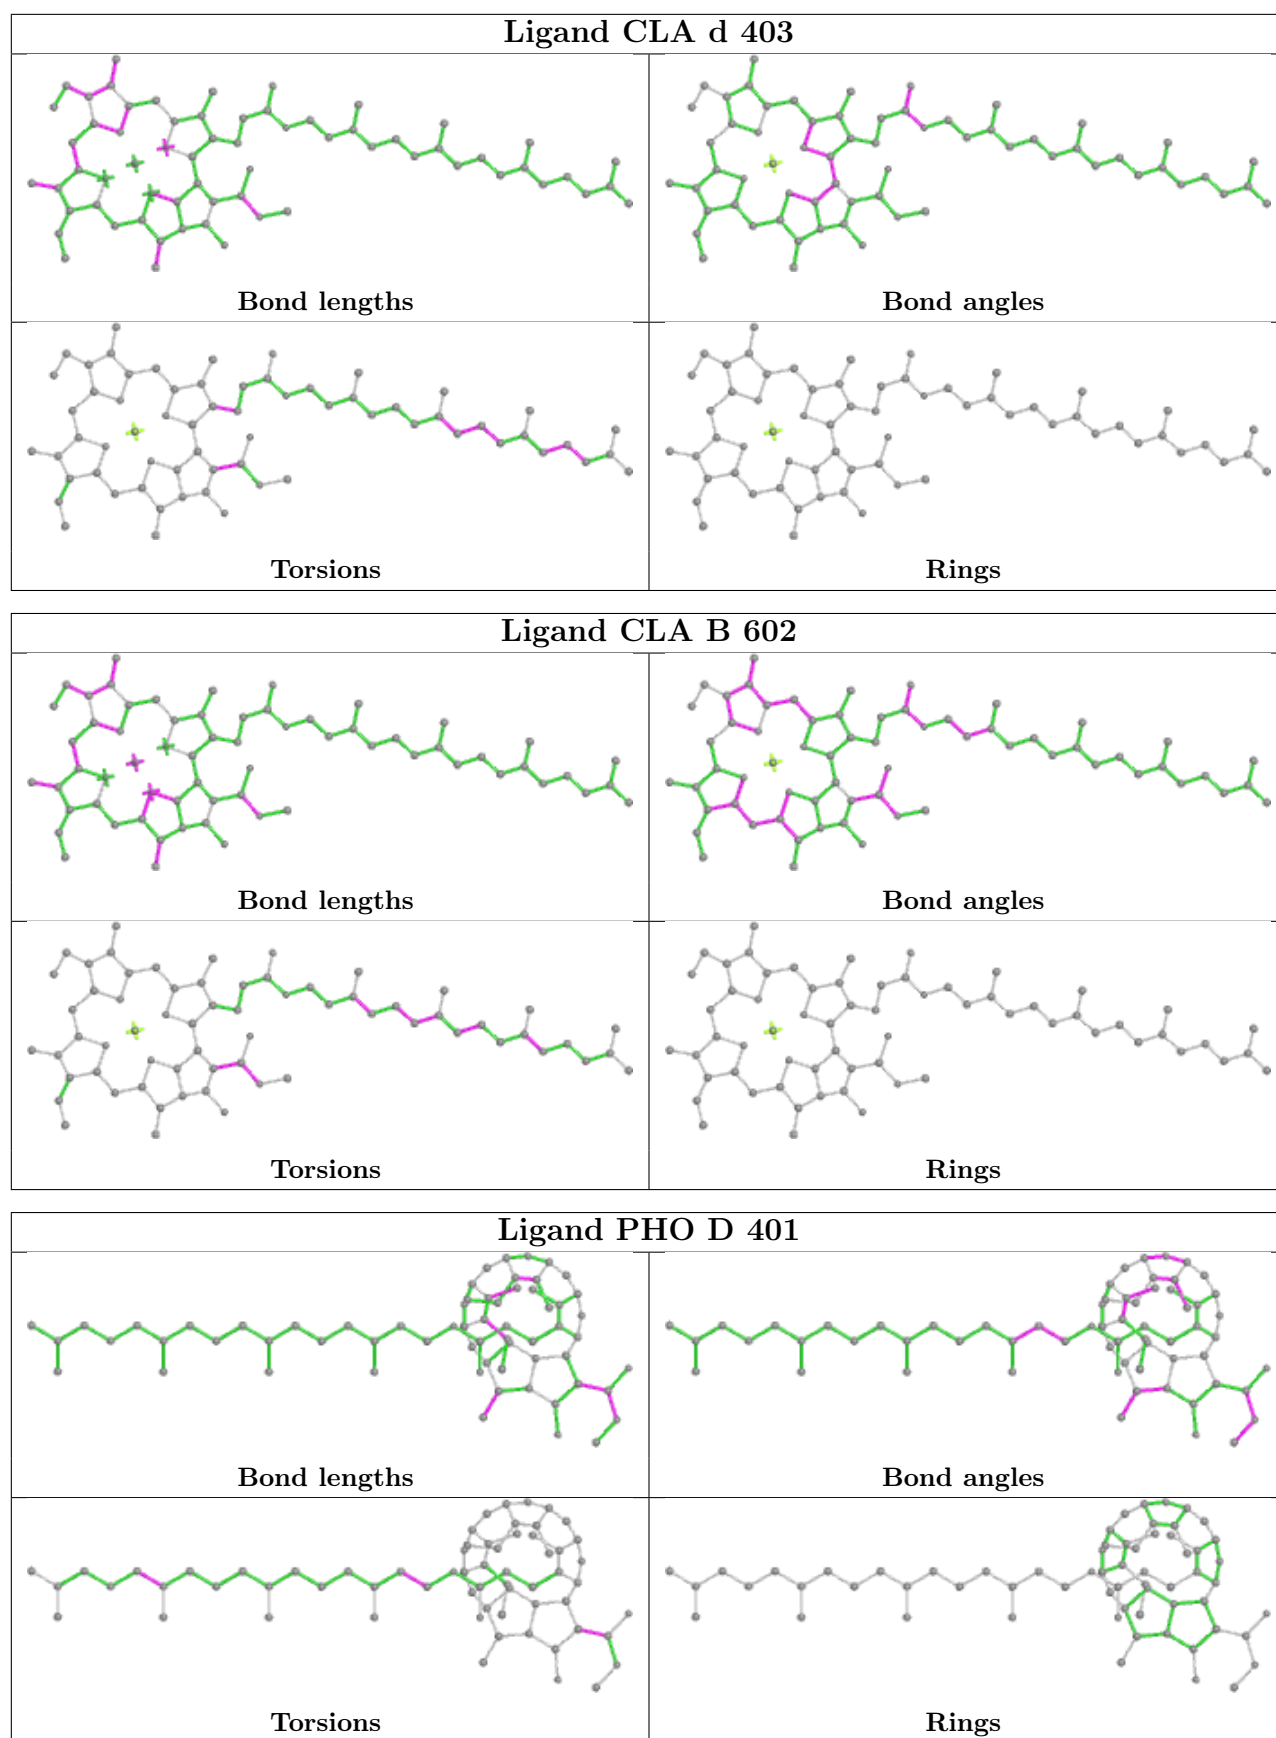 Ligand CLA d 403
Bond lengths
Bond angles
Torsions
Rings
Ligand CLA B 602
Bond lengths
Bond angles
Torsions
Rings
Ligand PHO D 401
Bond lengths
Bond angles
Torsions
Rings